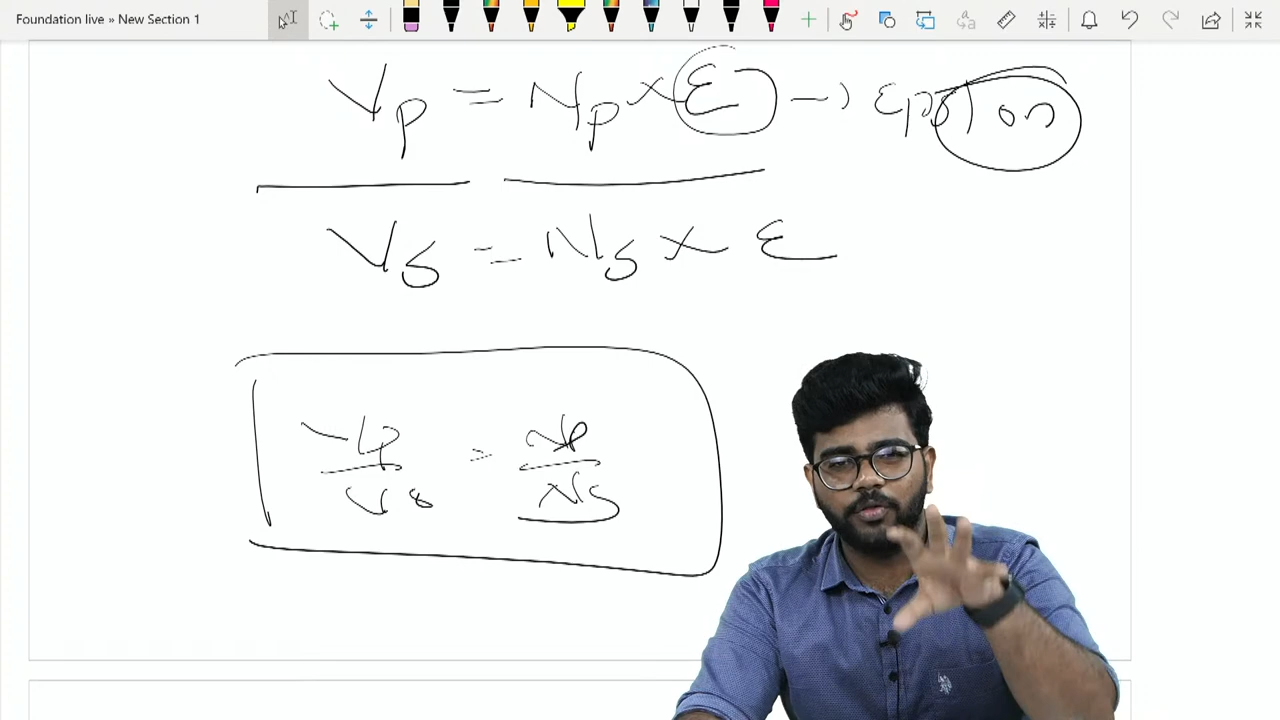 Foundation live » New Section 1
Vp = Np × ε → Epsilon
Vs = Ns × ε
Vp = Np
Vs Ns